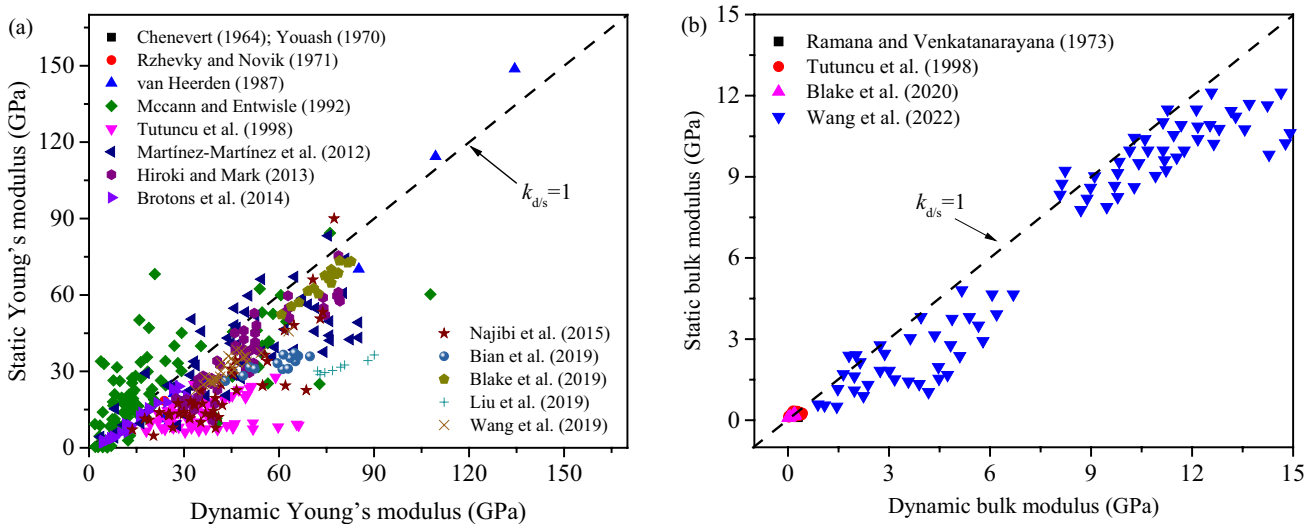 (a)
Chenevert (1964); Youash (1970)
Rzhevky and Novik (1971)
van Heerden (1987)
Mccann and Entwisle (1992)
Tutuncu et al. (1998)
Martínez-Martínez et al. (2012)
Hiroki and Mark (2013)
Brotons et al. (2014)
k_d/s=1
Najibi et al. (2015)
Bian et al. (2019)
Blake et al. (2019)
Liu et al. (2019)
Wang et al. (2019)
150
120
90
60
30
0
Static Young's modulus (GPa)
0 30 60 90 120 150
Dynamic Young's modulus (GPa)
(b)
Ramana and Venkatanarayana (1973)
Tutuncu et al. (1998)
Blake et al. (2020)
Wang et al. (2022)
k_d/s=1
15
12
9
6
3
0
Static bulk modulus (GPa)
0 3 6 9 12 15
Dynamic bulk modulus (GPa)